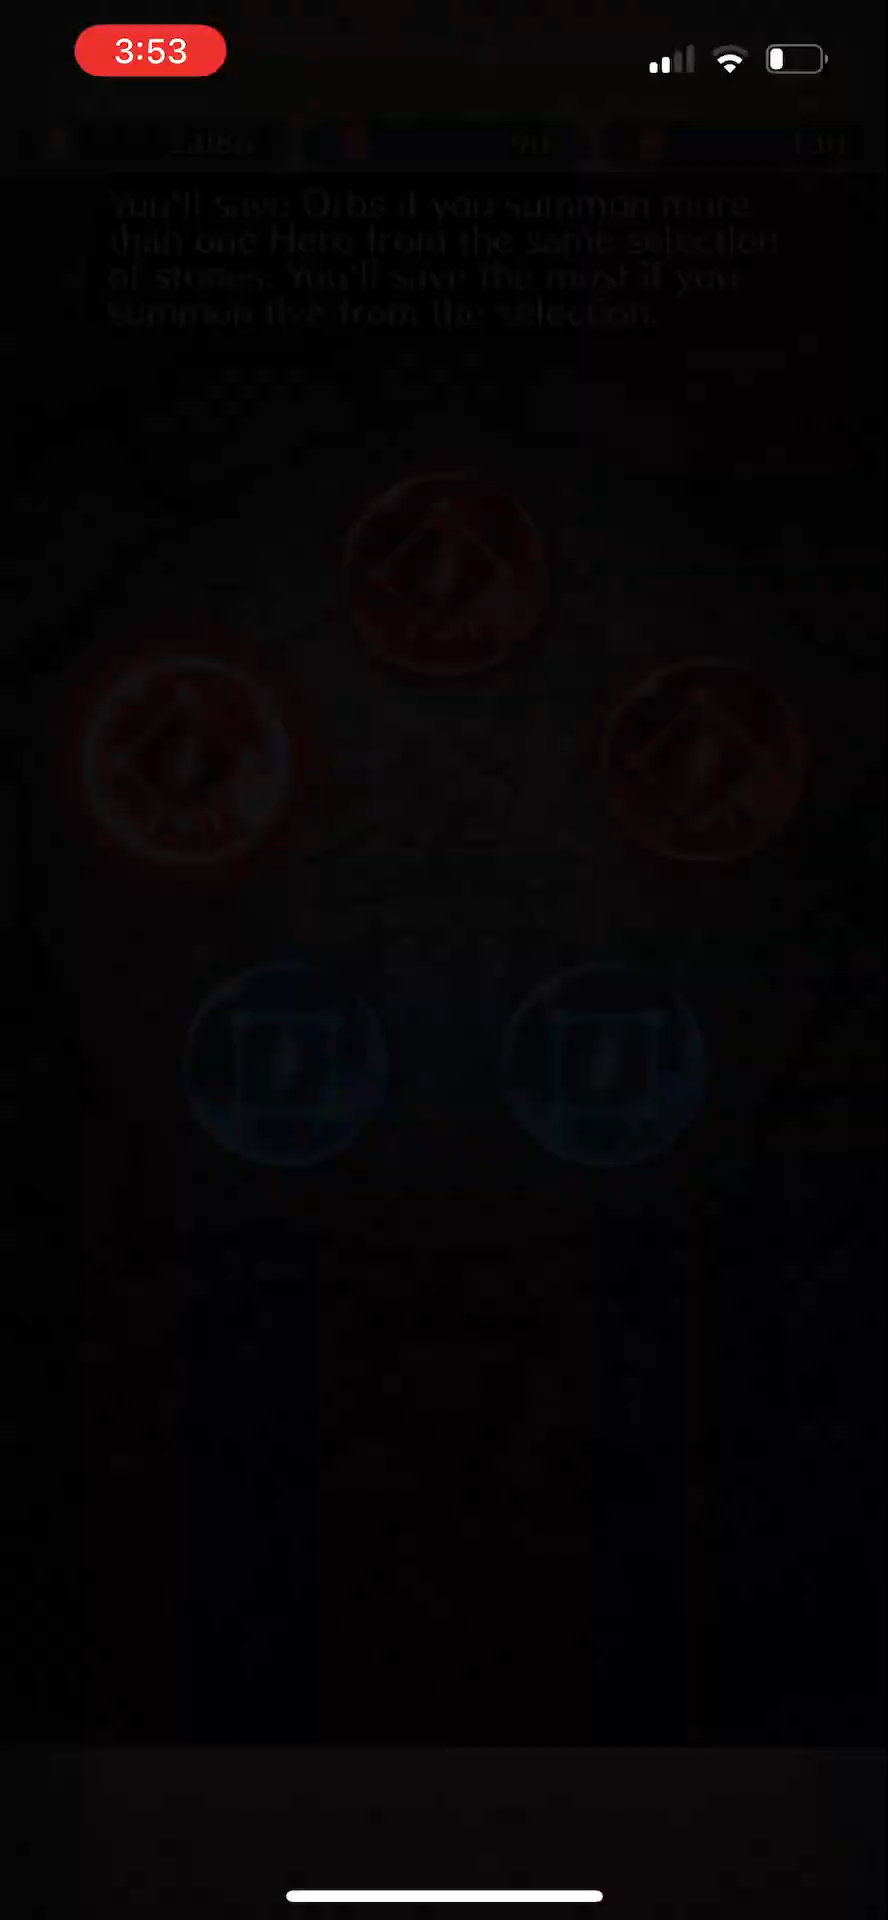 3:53
You'll save Orbs if you summon more
than one Hero from the same selection
of stones. You'll save the most if you
summon five from the selection.